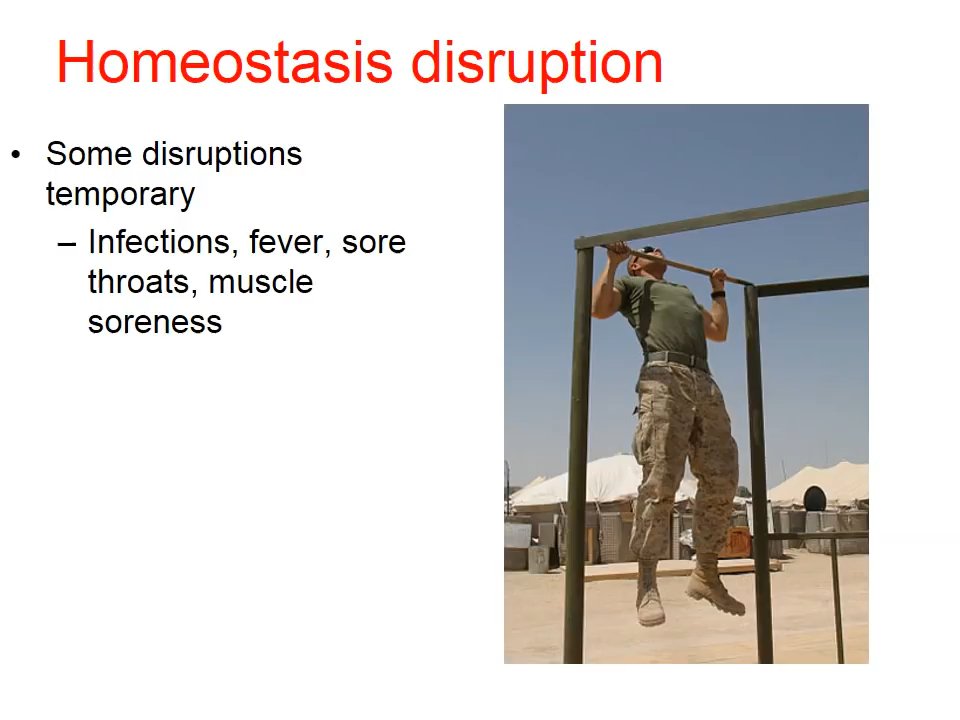 Homeostasis disruption
• Some disruptions
temporary
– Infections, fever, sore
throats, muscle
soreness